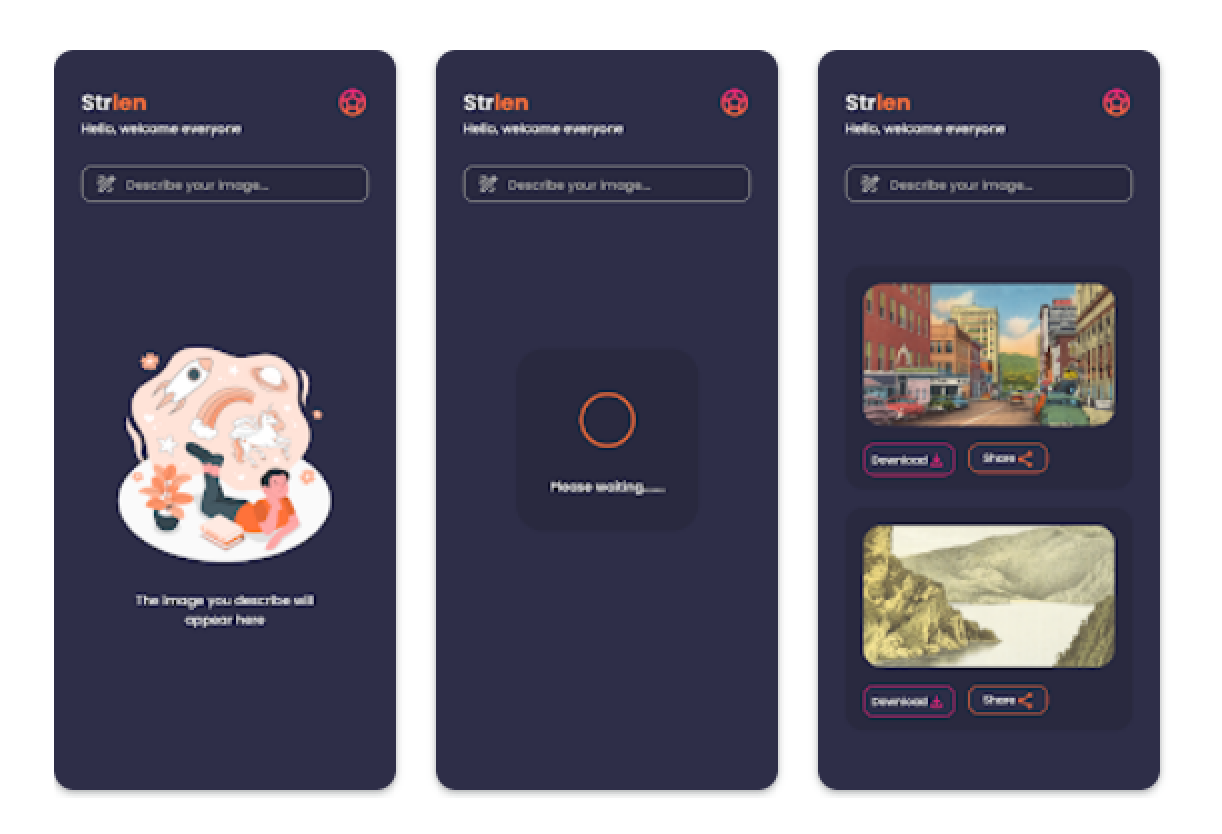 Strlen
Hello, welcome everyone
Describe your image...
The image you describe will
appear here
Strlen
Hello, welcome everyone
Describe your image...
Please waiting......
Strlen
Hello, welcome everyone
Describe your image...
Download
Share
Download
Share